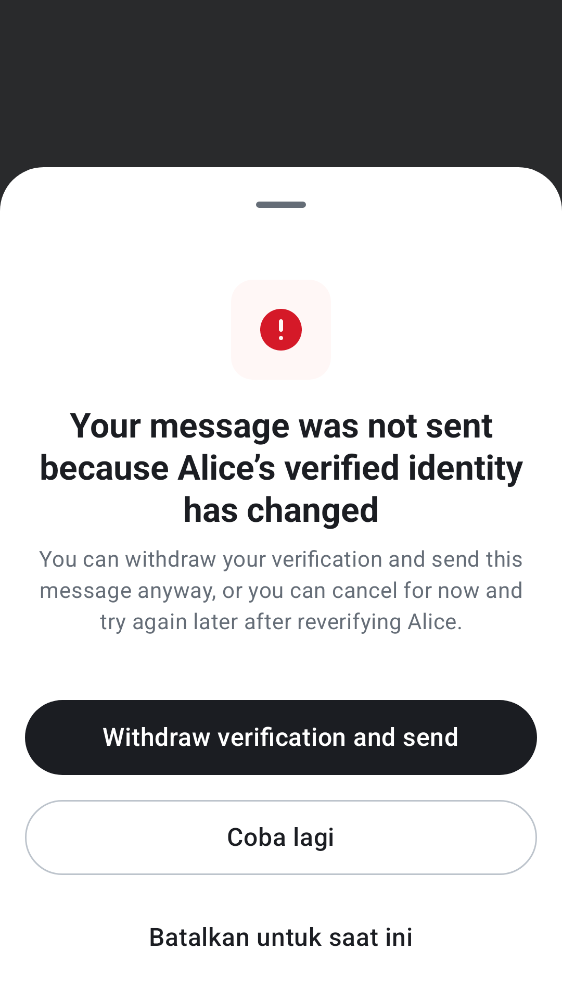 Your message was not sent
because Alice’s verified identity
has changed
You can withdraw your verification and send this
message anyway, or you can cancel for now and
try again later after reverifying Alice.
Withdraw verification and send
Coba lagi
Batalkan untuk saat ini